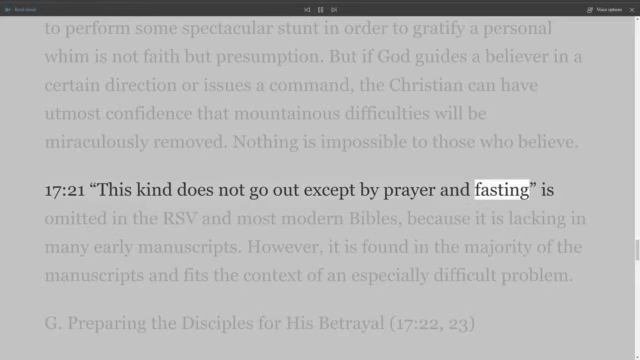 Read aloud
Voice options
to perform some spectacular stunt in order to gratify a personal
whim is not faith but presumption. But if God guides a believer in a
certain direction or issues a command, the Christian can have
utmost confidence that mountainous difficulties will be
miraculously removed. Nothing is impossible to those who believe.
17:21 “This kind does not go out except by prayer and fasting” is
omitted in the RSV and most modern Bibles, because it is lacking in
many early manuscripts. However, it is found in the majority of the
manuscripts and fits the context of an especially difficult problem.
G. Preparing the Disciples for His Betrayal (17:22, 23)